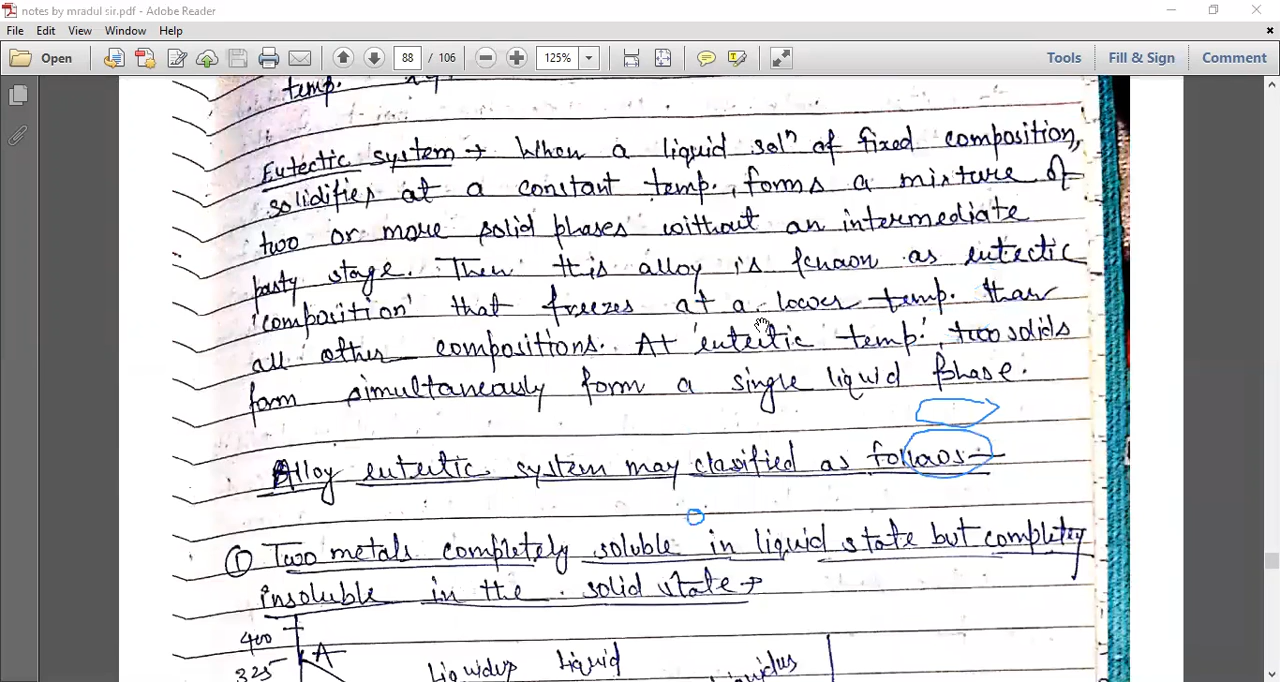 notes by mradul sir.pdf - Adobe Reader
File Edit View Window Help
Open 88 / 106 125% Tools Fill & Sign Comment
temp.
Eutectic system → When a liquid solⁿ of fixed composition,
solidifies at a constant temp., forms a mixture of
two or more solid phases without an intermediate
pasty stage. Then this alloy is known as eutectic
'composition' that freezes at a lower temp. than
all other compositions. At 'eutectic temp.', two solids
form simultaneously form a single liquid phase.
Alloy eutectic system may clasified as follows -
① Two metals completely soluble in liquid state but completly
insoluble in the solid state →
400
325 A
Liquidus liquid liquidus